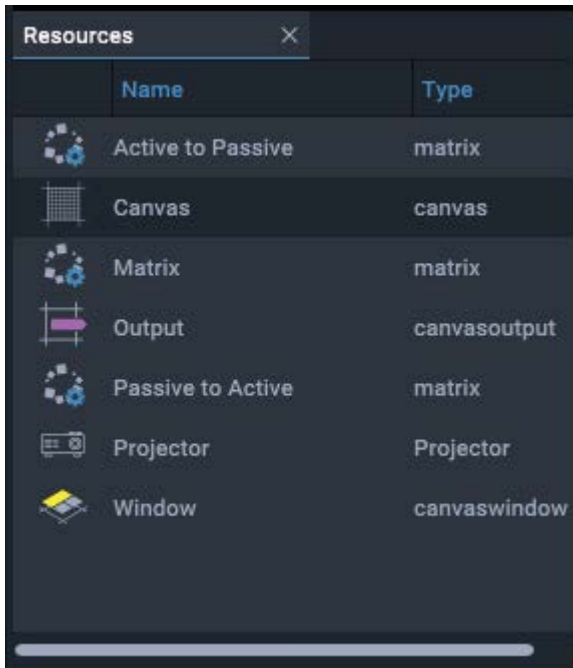 Resources
Name Type
Active to Passive matrix
Canvas canvas
Matrix matrix
Output canvasoutput
Passive to Active matrix
Projector Projector
Window canvaswindow